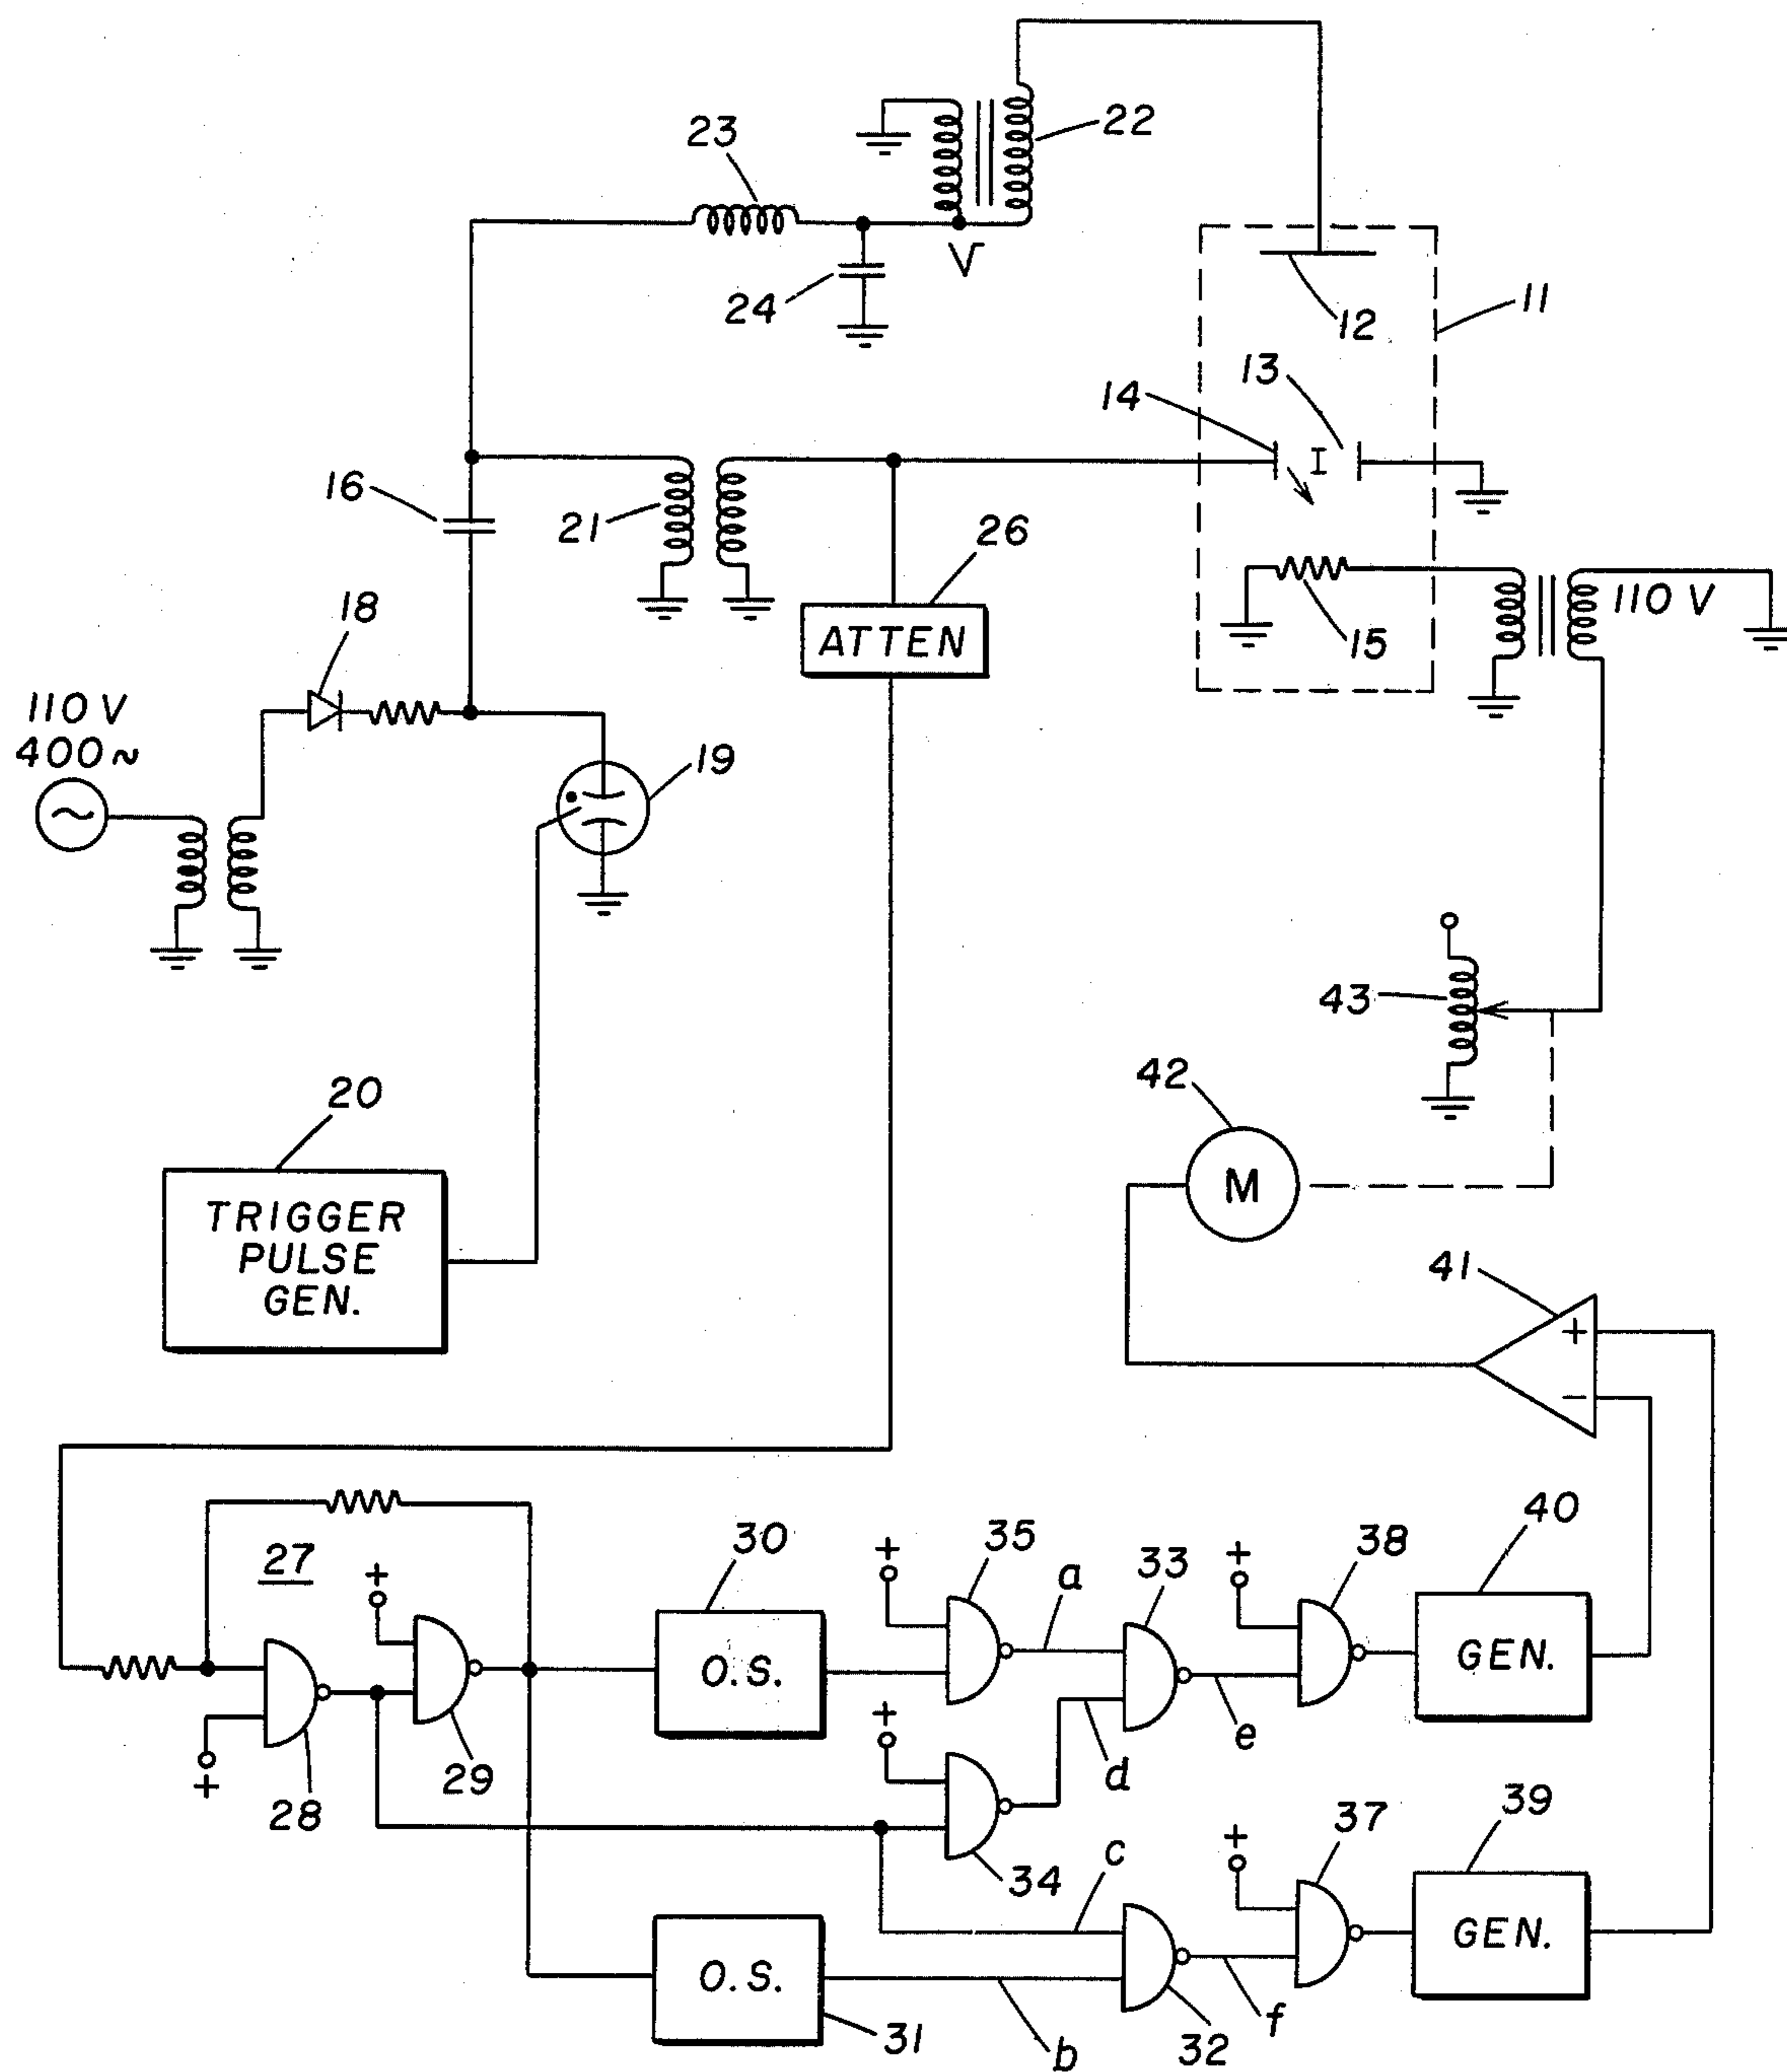 22
23
V
24
12
11
13
14
I
16
21
26
ATTEN
110 V
15
18
110 V
400 ~
19
43
42
20
M
TRIGGER
PULSE
GEN.
41
+
−
27
+
30
+
35
a
33
+
38
40
O.S.
GEN.
+
28
29
+
d
e
34
c
+
37
39
O.S.
GEN.
31
b
32
f